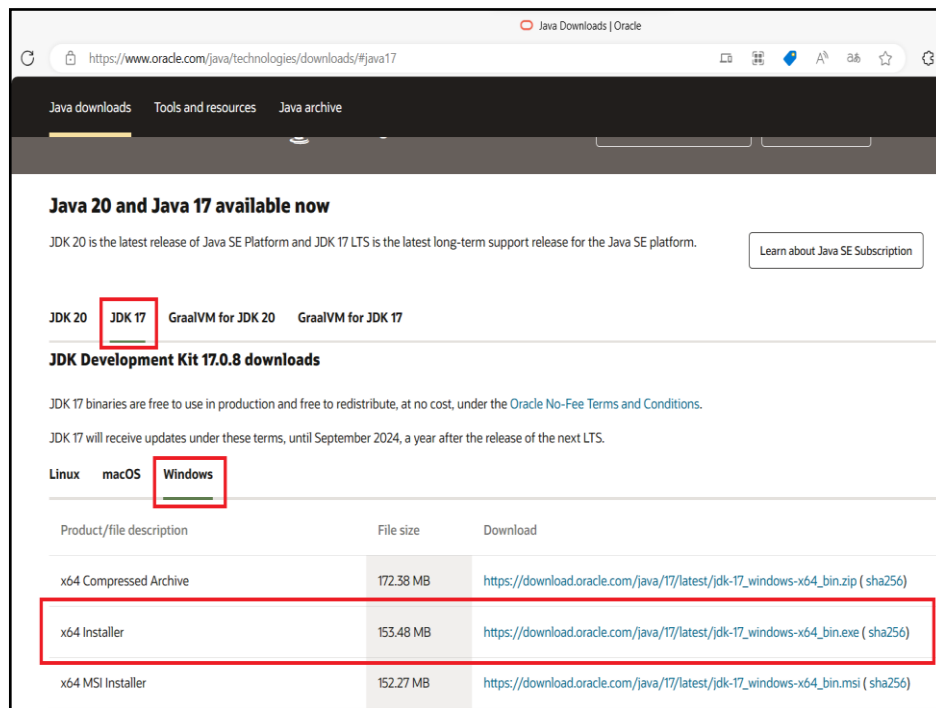 Java Downloads | Oracle
https://www.oracle.com/java/technologies/downloads/#java17
Java downloads Tools and resources Java archive
Java 20 and Java 17 available now
JDK 20 is the latest release of Java SE Platform and JDK 17 LTS is the latest long-term support release for the Java SE platform.
Learn about Java SE Subscription
JDK 20 JDK 17 GraalVM for JDK 20 GraalVM for JDK 17
JDK Development Kit 17.0.8 downloads
JDK 17 binaries are free to use in production and free to redistribute, at no cost, under the Oracle No-Fee Terms and Conditions.
JDK 17 will receive updates under these terms, until September 2024, a year after the release of the next LTS.
Linux macOS Windows
Product/file description File size Download
x64 Compressed Archive 172.38 MB https://download.oracle.com/java/17/latest/jdk-17_windows-x64_bin.zip ( sha256)
x64 Installer 153.48 MB https://download.oracle.com/java/17/latest/jdk-17_windows-x64_bin.exe ( sha256)
x64 MSI Installer 152.27 MB https://download.oracle.com/java/17/latest/jdk-17_windows-x64_bin.msi ( sha256)